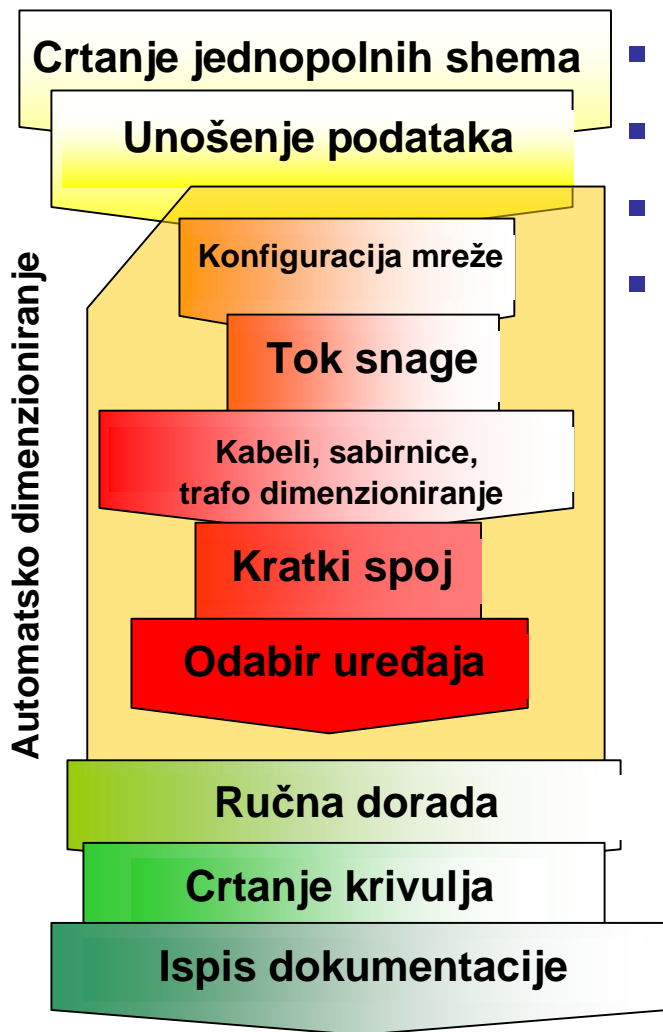 Crtanje jednopolnih shema
Unošenje podataka
Automatsko dimenzioniranje
Konfiguracija mreže
Tok snage
Kabeli, sabirnice,
trafo dimenzioniranje
Kratki spoj
Odabir uređaja
Ručna dorada
Crtanje krivulja
Ispis dokumentacije